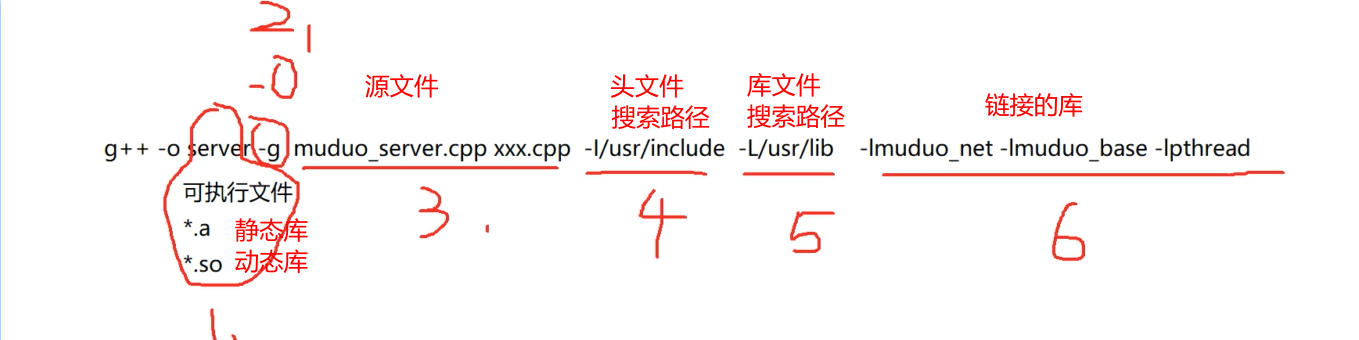 2,
-O
源文件 头文件 库文件 链接的库
搜索路径 搜索路径
g++ -o server -g muduo_server.cpp xxx.cpp -I/usr/include -L/usr/lib -lmuduo_net -lmuduo_base -lpthread
可执行文件
*.a 静态库
*.so 动态库
3. 4 5 6